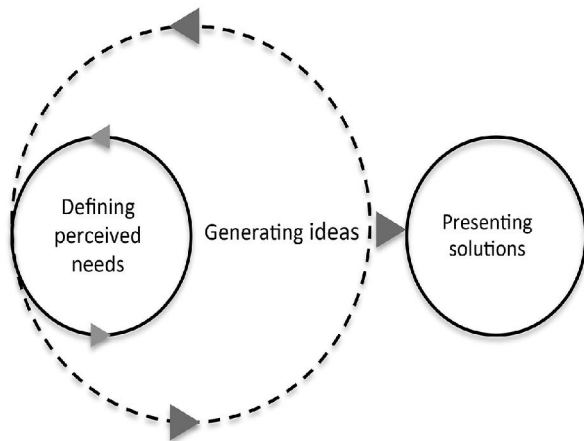 Defining
perceived
needs
Generating ideas
Presenting
solutions